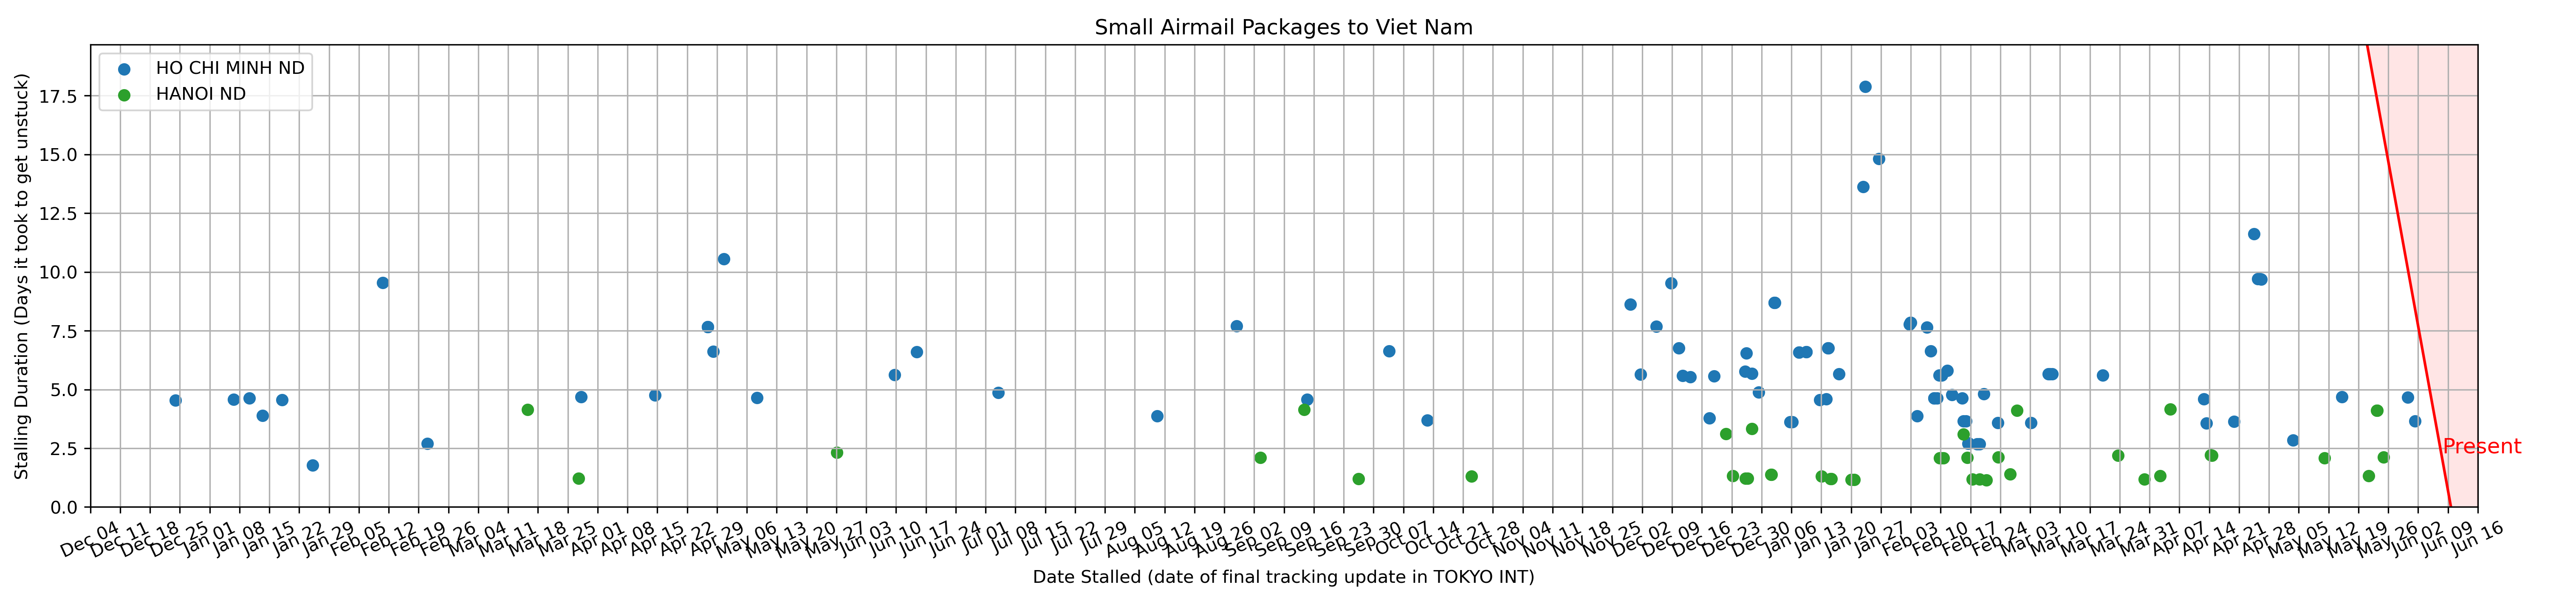 Small Airmail Packages to Viet Nam
HO CHI MINH ND
HANOI ND
Stalling Duration (Days it took to get unstuck)
17.5
15.0
12.5
10.0
7.5
5.0
2.5
0.0
Present
Dec 04
Dec 11
Dec 18
Dec 25
Jan 01
Jan 08
Jan 15
Jan 22
Jan 29
Feb 05
Feb 12
Feb 19
Feb 26
Mar 04
Mar 11
Mar 18
Mar 25
Apr 01
Apr 08
Apr 15
Apr 22
Apr 29
May 06
May 13
May 20
May 27
Jun 03
Jun 10
Jun 17
Jun 24
Jul 01
Jul 08
Jul 15
Jul 22
Jul 29
Aug 05
Aug 12
Aug 19
Aug 26
Sep 02
Sep 09
Sep 16
Sep 23
Sep 30
Oct 07
Oct 14
Oct 21
Oct 28
Nov 04
Nov 11
Nov 18
Nov 25
Dec 02
Dec 09
Dec 16
Dec 23
Dec 30
Jan 06
Jan 13
Jan 20
Jan 27
Feb 03
Feb 10
Feb 17
Feb 24
Mar 03
Mar 10
Mar 17
Mar 24
Mar 31
Apr 07
Apr 14
Apr 21
Apr 28
May 05
May 12
May 19
May 26
Jun 02
Jun 09
Jun 16
Date Stalled (date of final tracking update in TOKYO INT)